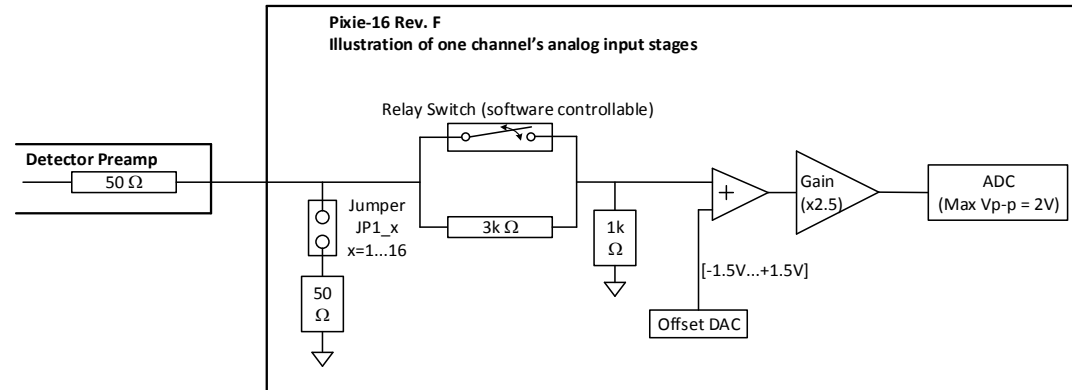 Pixie-16 Rev. F
Illustration of one channel's analog input stages
Relay Switch (software controllable)
Detector Preamp
50 Ω
Jumper
JP1_x
x=1...16
3k Ω
50
Ω
1k
Ω
+
Gain
(x2.5)
ADC
(Max Vp-p = 2V)
[-1.5V...+1.5V]
Offset DAC